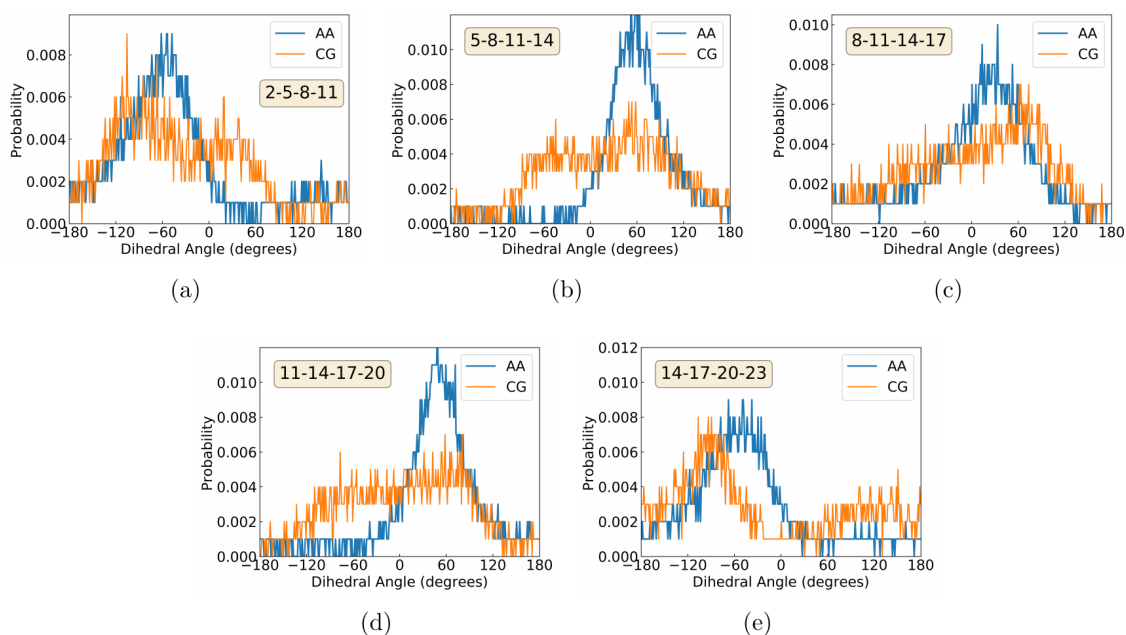 AA
CG
2-5-8-11
Probability
0.008
0.006
0.004
0.002
0.000
−180 −120 −60 0 60 120 180
Dihedral Angle (degrees)
(a)
AA
CG
5-8-11-14
Probability
0.010
0.008
0.006
0.004
0.002
0.000
−180 −120 −60 0 60 120 180
Dihedral Angle (degrees)
(b)
AA
CG
8-11-14-17
Probability
0.010
0.008
0.006
0.004
0.002
0.000
−180 −120 −60 0 60 120 180
Dihedral Angle (degrees)
(c)
AA
CG
11-14-17-20
Probability
0.010
0.008
0.006
0.004
0.002
0.000
−180 −120 −60 0 60 120 180
Dihedral Angle (degrees)
(d)
AA
CG
14-17-20-23
Probability
0.012
0.010
0.008
0.006
0.004
0.002
0.000
−180 −120 −60 0 60 120 180
Dihedral Angle (degrees)
(e)